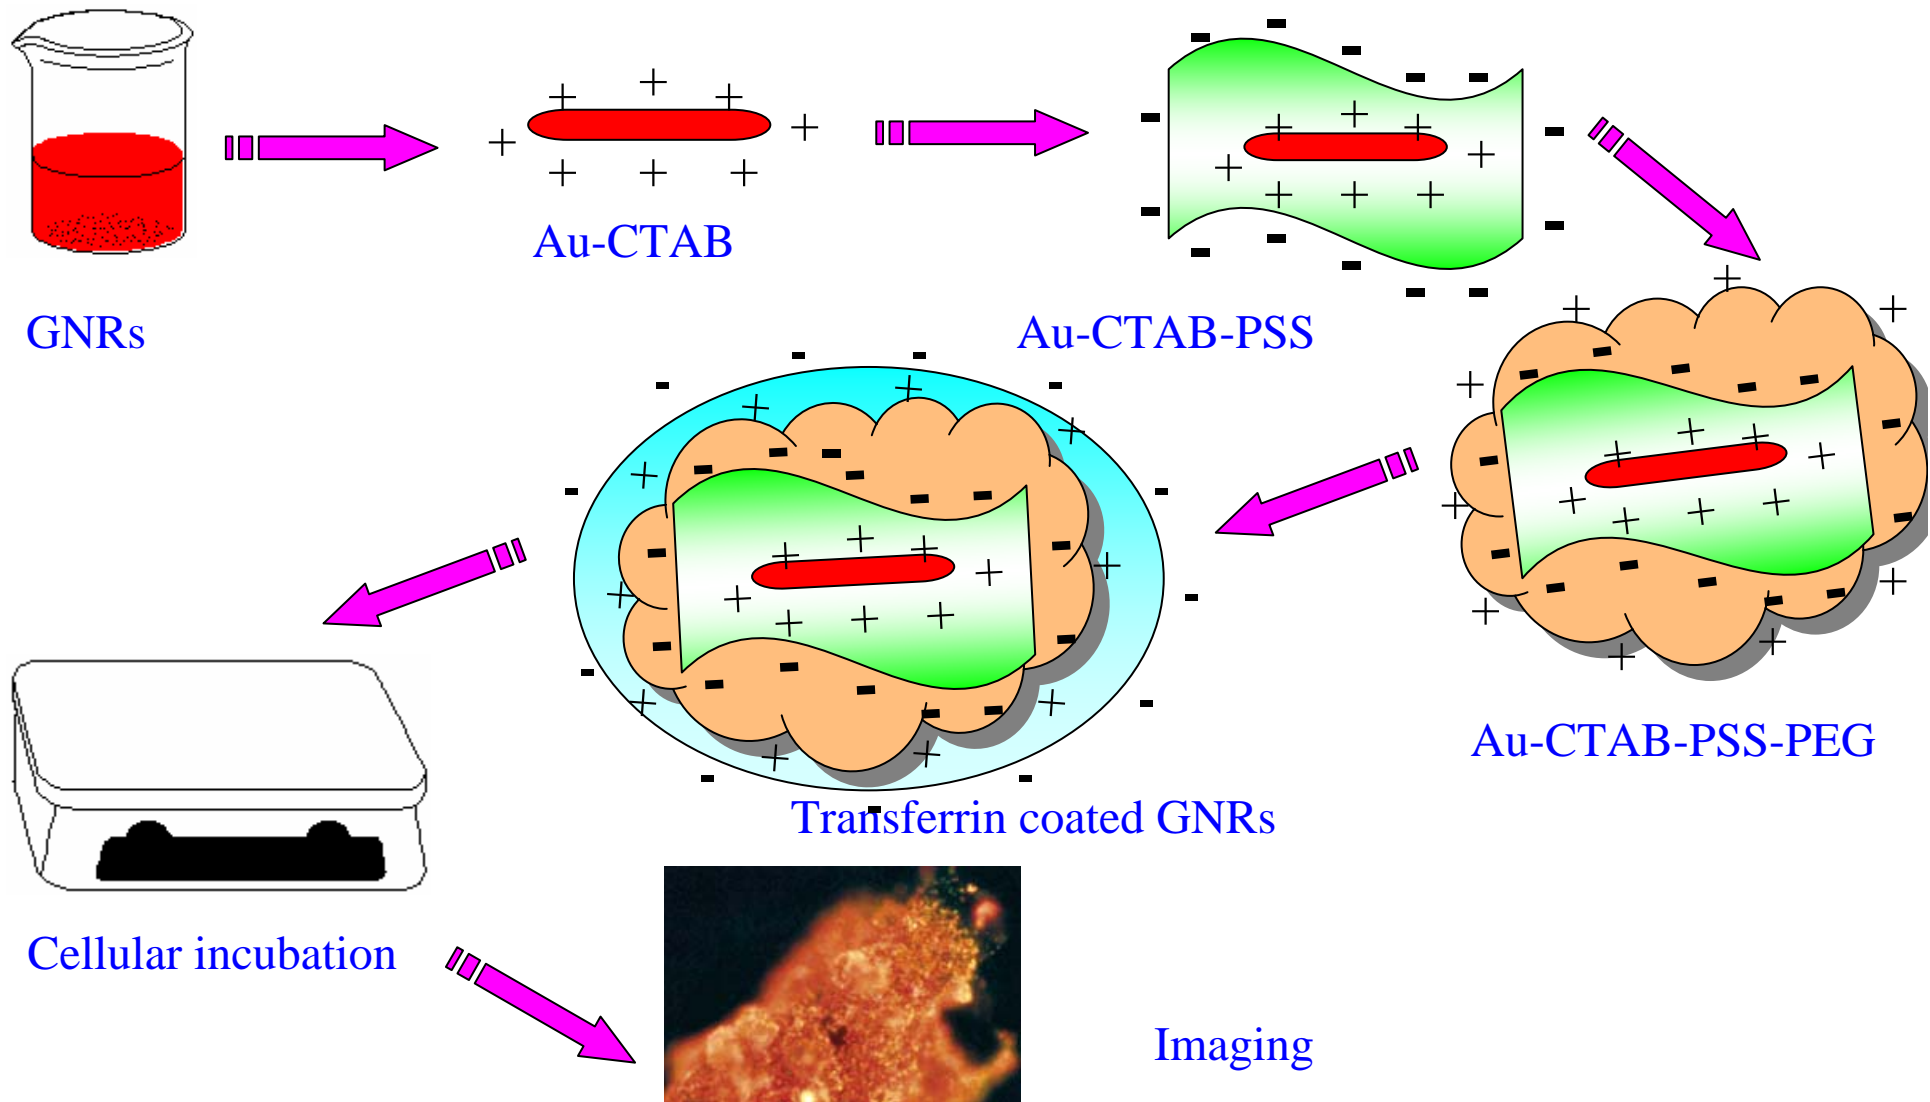 GNRs
Au-CTAB
Au-CTAB-PSS
Au-CTAB-PSS-PEG
Transferrin coated GNRs
Cellular incubation
Imaging